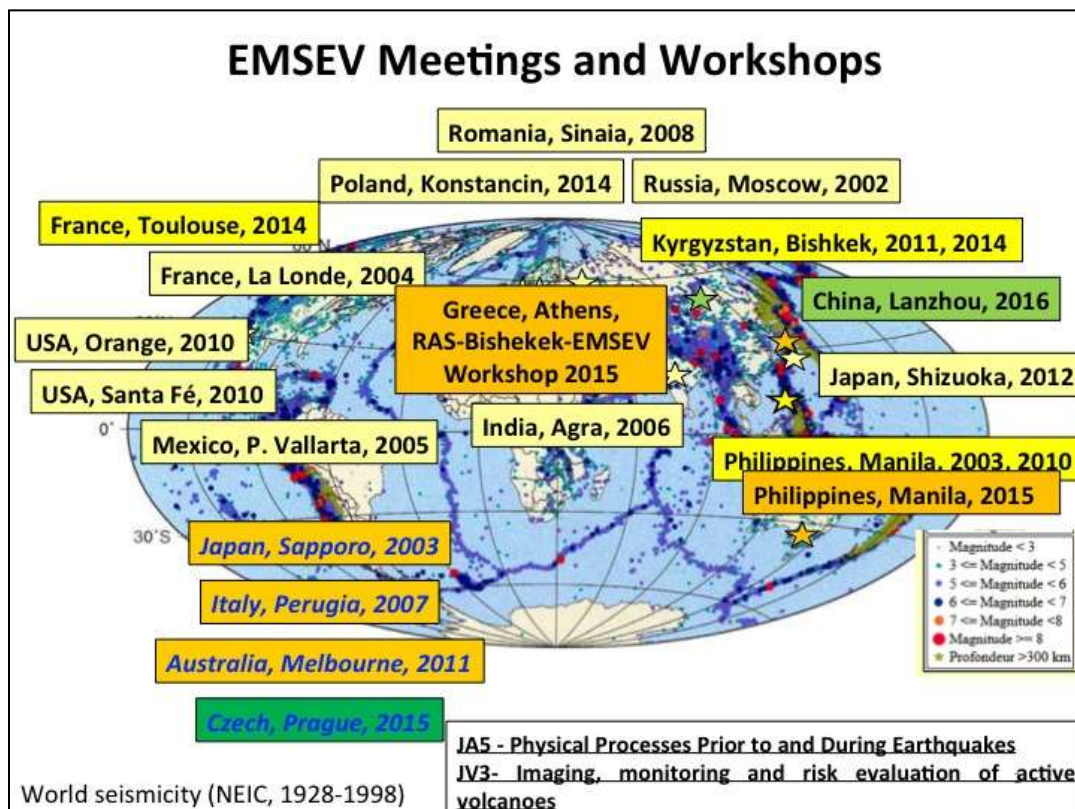 EMSEV Meetings and Workshops
Romania, Sinaia, 2008
Poland, Konstancin, 2014
Russia, Moscow, 2002
France, Toulouse, 2014
Kyrgyzstan, Bishkek, 2011, 2014
France, La Londe, 2004
China, Lanzhou, 2016
Greece, Athens,
RAS-Bishekek-EMSEV
Workshop 2015
USA, Orange, 2010
Japan, Shizuoka, 2012
USA, Santa Fé, 2010
0°
India, Agra, 2006
Mexico, P. Vallarta, 2005
Philippines, Manila, 2003, 2010
Philippines, Manila, 2015
30°S
Japan, Sapporo, 2003
Italy, Perugia, 2007
Australia, Melbourne, 2011
Czech, Prague, 2015
Magnitude < 3
3 <= Magnitude < 5
5 <= Magnitude < 6
6 <= Magnitude < 7
7 <= Magnitude <8
Magnitude >= 8
Profondeur >300 km
JA5 - Physical Processes Prior to and During Earthquakes
JV3- Imaging, monitoring and risk evaluation of active
volcanoes
World seismicity (NEIC, 1928-1998)